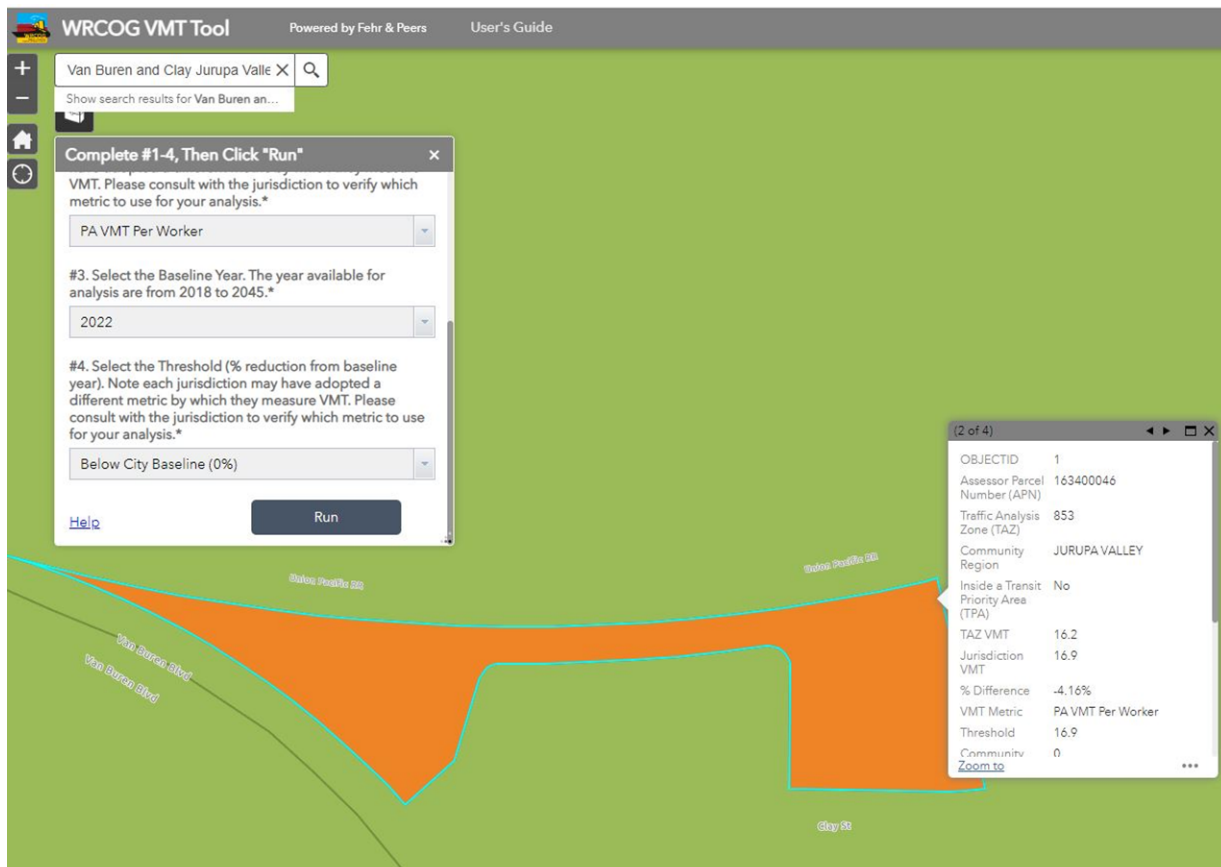 WRCOG VMT Tool
Powered by Fehr & Peers
User's Guide
+
Van Buren and Clay Jurupa Valle
Show search results for Van Buren an...
−
Complete #1-4, Then Click "Run"
VMT. Please consult with the jurisdiction to verify which
metric to use for your analysis.*
PA VMT Per Worker
#3. Select the Baseline Year. The year available for
analysis are from 2018 to 2045.*
2022
#4. Select the Threshold (% reduction from baseline
year). Note each jurisdiction may have adopted a
different metric by which they measure VMT. Please
consult with the jurisdiction to verify which metric to use
for your analysis.*
Below City Baseline (0%)
Help
Run
Union Pacific RR
Union Pacific RR
Van Buren Blvd
Van Buren Blvd
Clay St
(2 of 4)
OBJECTID 1
Assessor Parcel 163400046
Number (APN)
Traffic Analysis 853
Zone (TAZ)
Community JURUPA VALLEY
Region
Inside a Transit No
Priority Area
(TPA)
TAZ VMT 16.2
Jurisdiction 16.9
VMT
% Difference -4.16%
VMT Metric PA VMT Per Worker
Threshold 16.9
Community 0
Zoom to